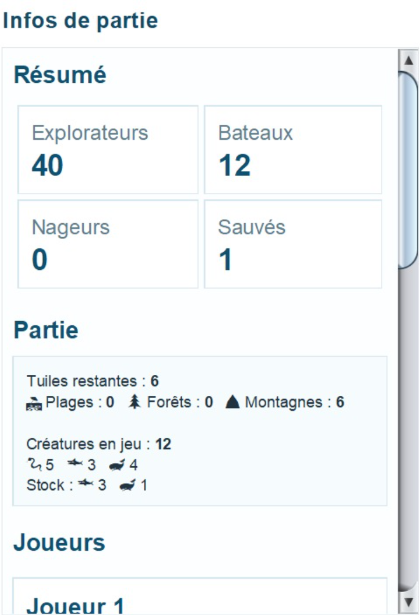 Infos de partie
Résumé
Explorateurs
40
Bateaux
12
Nageurs
0
Sauvés
1
Partie
Tuiles restantes : 6
Plages : 0 Forêts : 0 Montagnes : 6
Créatures en jeu : 12
5 3 4
Stock : 3 1
Joueurs
Joueur 1